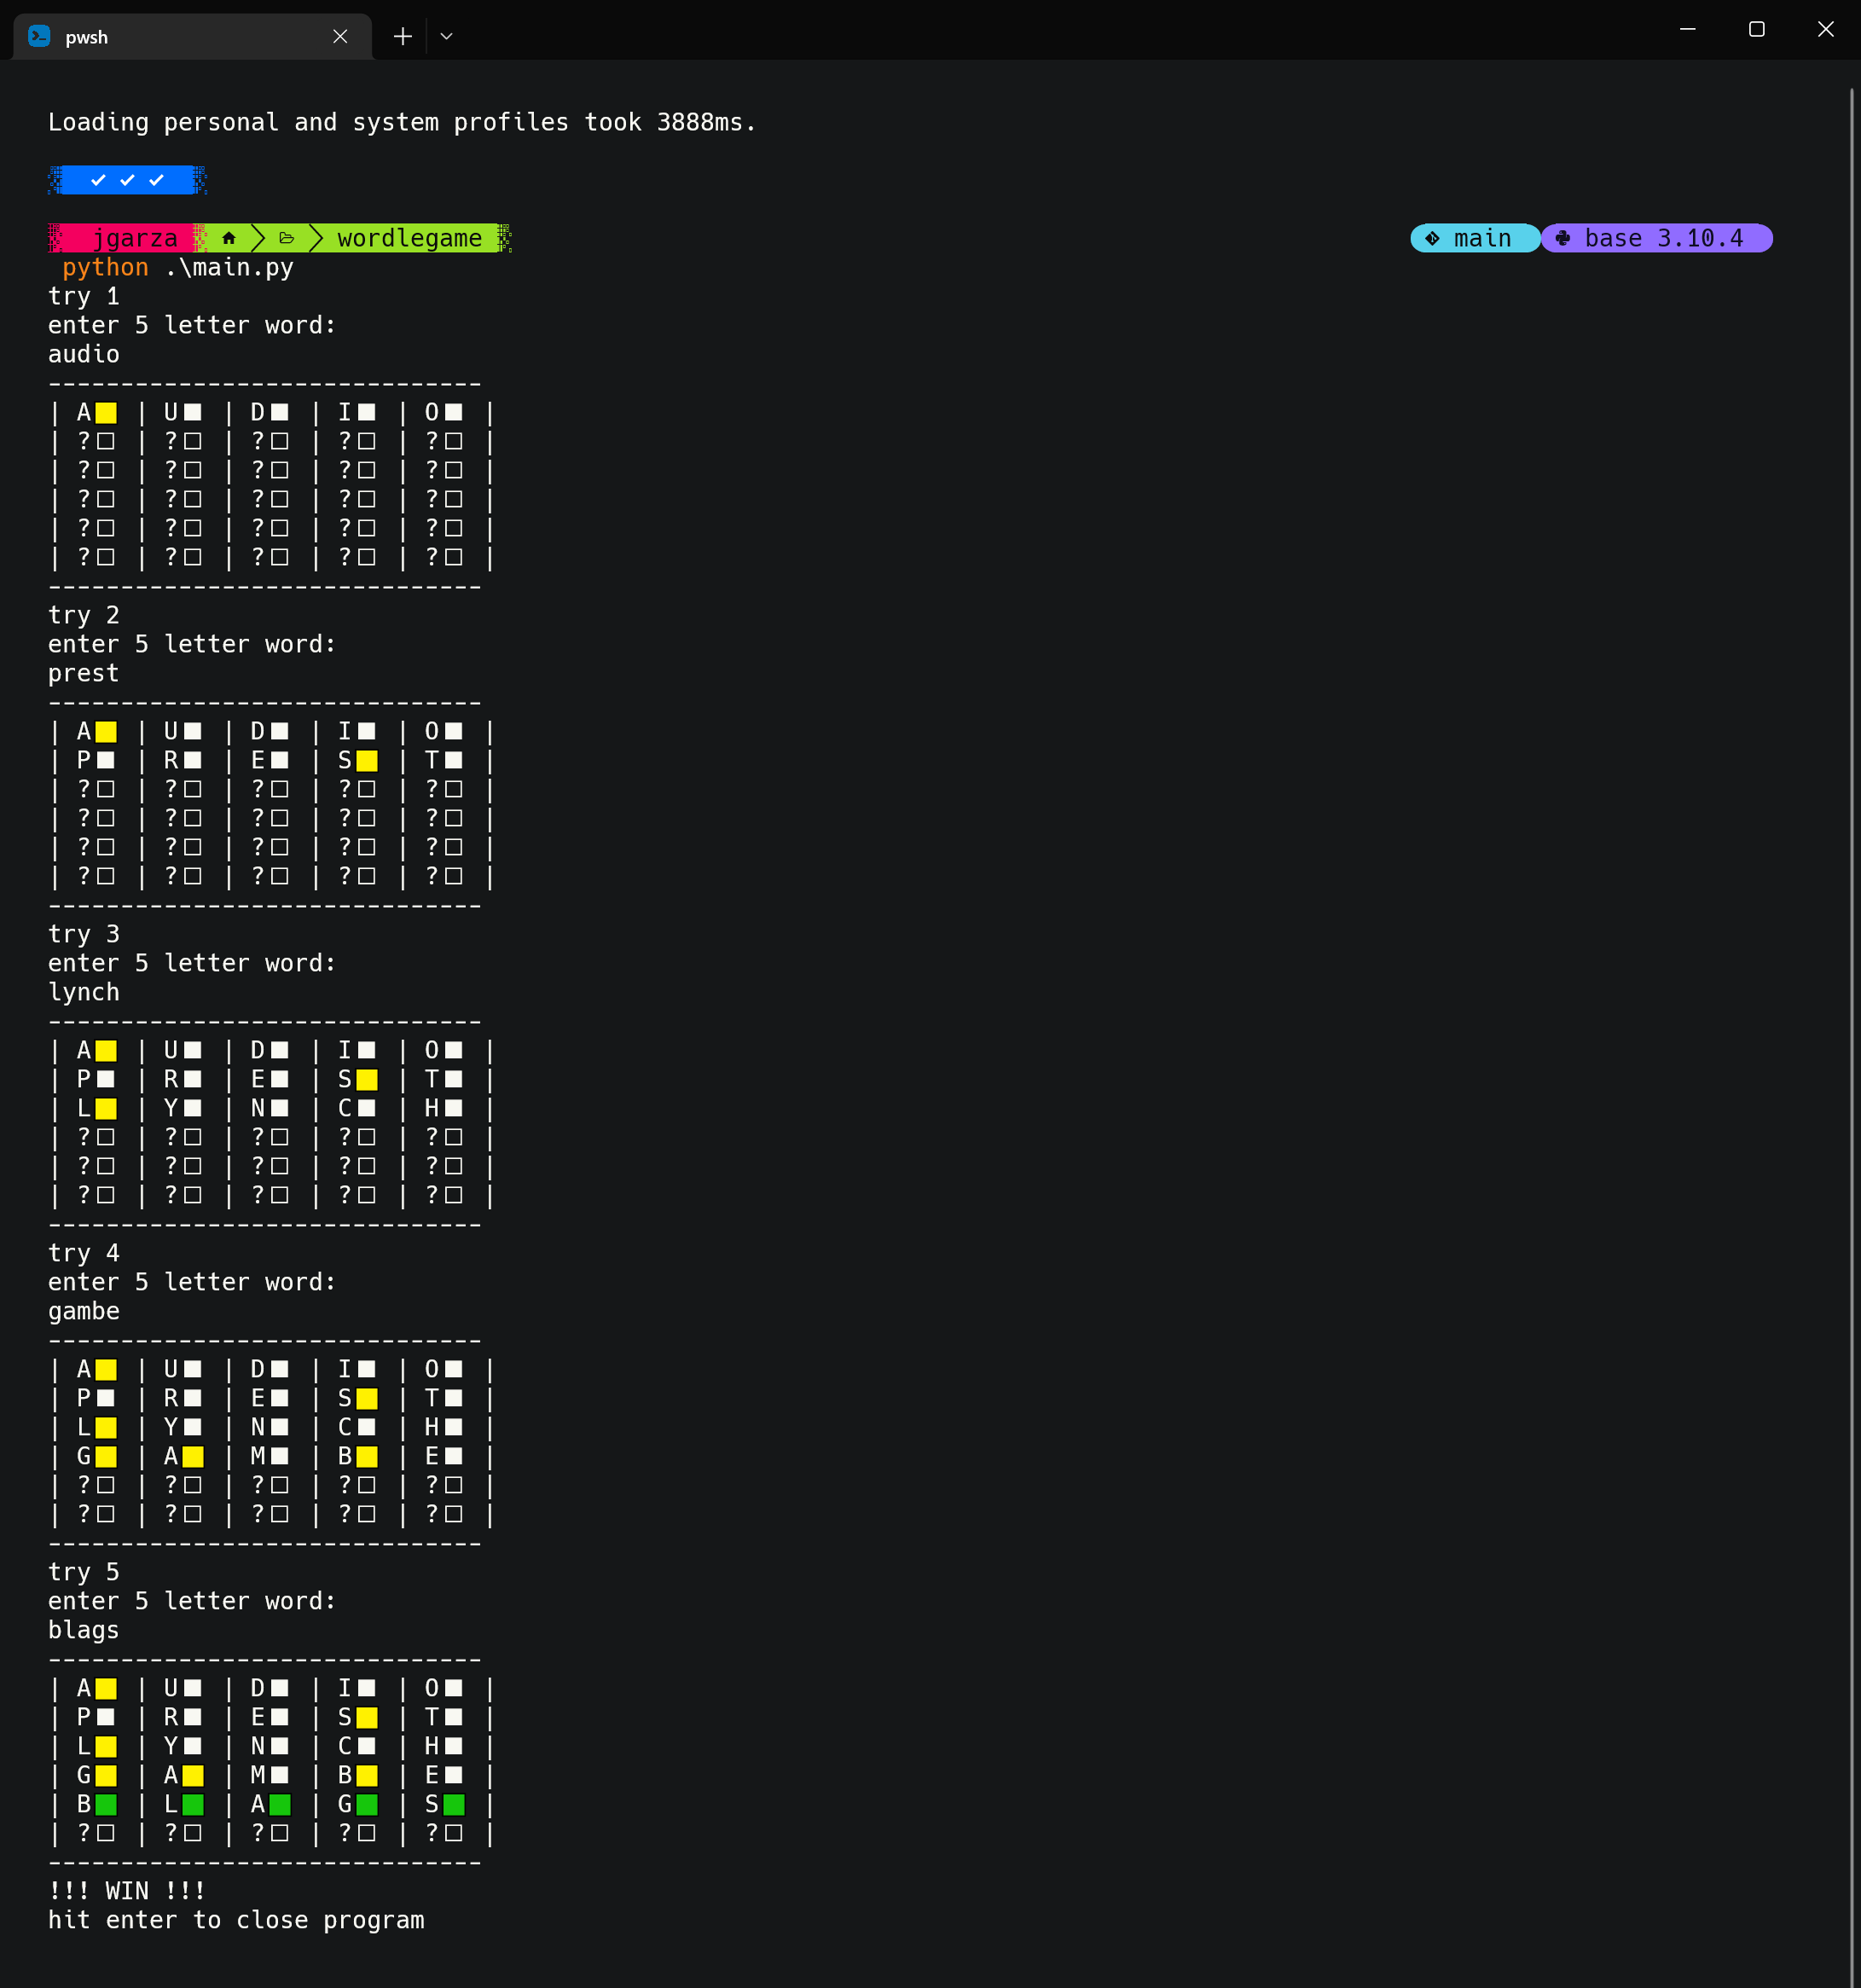 pwsh
Loading personal and system profiles took 3888ms.
✓ ✓ ✓
jgarza wordlegame main base 3.10.4
python .\main.py
try 1
enter 5 letter word:
audio
------------------------------
| A🟨 | U■ | D■ | I■ | O■ |
| ?□ | ?□ | ?□ | ?□ | ?□ |
| ?□ | ?□ | ?□ | ?□ | ?□ |
| ?□ | ?□ | ?□ | ?□ | ?□ |
| ?□ | ?□ | ?□ | ?□ | ?□ |
| ?□ | ?□ | ?□ | ?□ | ?□ |
------------------------------
try 2
enter 5 letter word:
prest
------------------------------
| A🟨 | U■ | D■ | I■ | O■ |
| P■ | R■ | E■ | S🟨 | T■ |
| ?□ | ?□ | ?□ | ?□ | ?□ |
| ?□ | ?□ | ?□ | ?□ | ?□ |
| ?□ | ?□ | ?□ | ?□ | ?□ |
| ?□ | ?□ | ?□ | ?□ | ?□ |
------------------------------
try 3
enter 5 letter word:
lynch
------------------------------
| A🟨 | U■ | D■ | I■ | O■ |
| P■ | R■ | E■ | S🟨 | T■ |
| L🟨 | Y■ | N■ | C■ | H■ |
| ?□ | ?□ | ?□ | ?□ | ?□ |
| ?□ | ?□ | ?□ | ?□ | ?□ |
| ?□ | ?□ | ?□ | ?□ | ?□ |
------------------------------
try 4
enter 5 letter word:
gambe
------------------------------
| A🟨 | U■ | D■ | I■ | O■ |
| P■ | R■ | E■ | S🟨 | T■ |
| L🟨 | Y■ | N■ | C■ | H■ |
| G🟨 | A🟨 | M■ | B🟨 | E■ |
| ?□ | ?□ | ?□ | ?□ | ?□ |
| ?□ | ?□ | ?□ | ?□ | ?□ |
------------------------------
try 5
enter 5 letter word:
blags
------------------------------
| A🟨 | U■ | D■ | I■ | O■ |
| P■ | R■ | E■ | S🟨 | T■ |
| L🟨 | Y■ | N■ | C■ | H■ |
| G🟨 | A🟨 | M■ | B🟨 | E■ |
| B🟩 | L🟩 | A🟩 | G🟩 | S🟩 |
| ?□ | ?□ | ?□ | ?□ | ?□ |
------------------------------
!!! WIN !!!
hit enter to close program